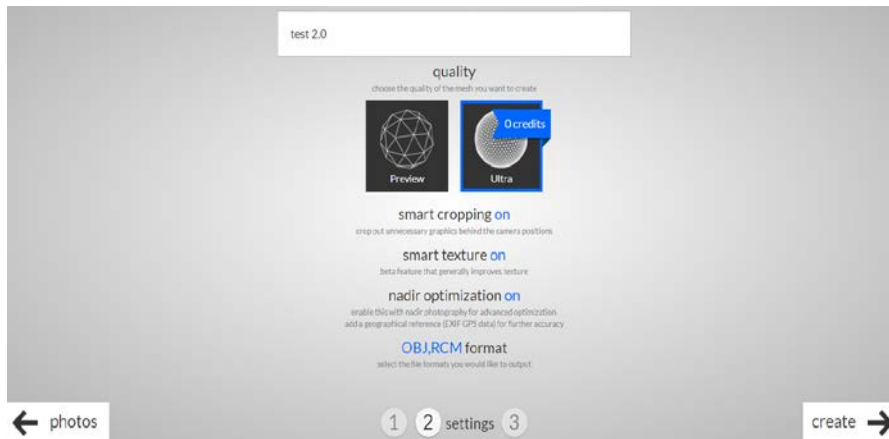 test 2.0
quality
choose the quality of the mesh you want to create
0 credits
Preview
Ultra
smart cropping on
crop out unnecessary graphics behind the camera positions
smart texture on
beta feature that generally improves texture
nadir optimization on
enable this with nadir photography for advanced optimization
add a geographical reference (EXIF GPS data) for further accuracy
OBJ,RCM format
select the file formats you would like to output
photos
1 2 settings 3
create